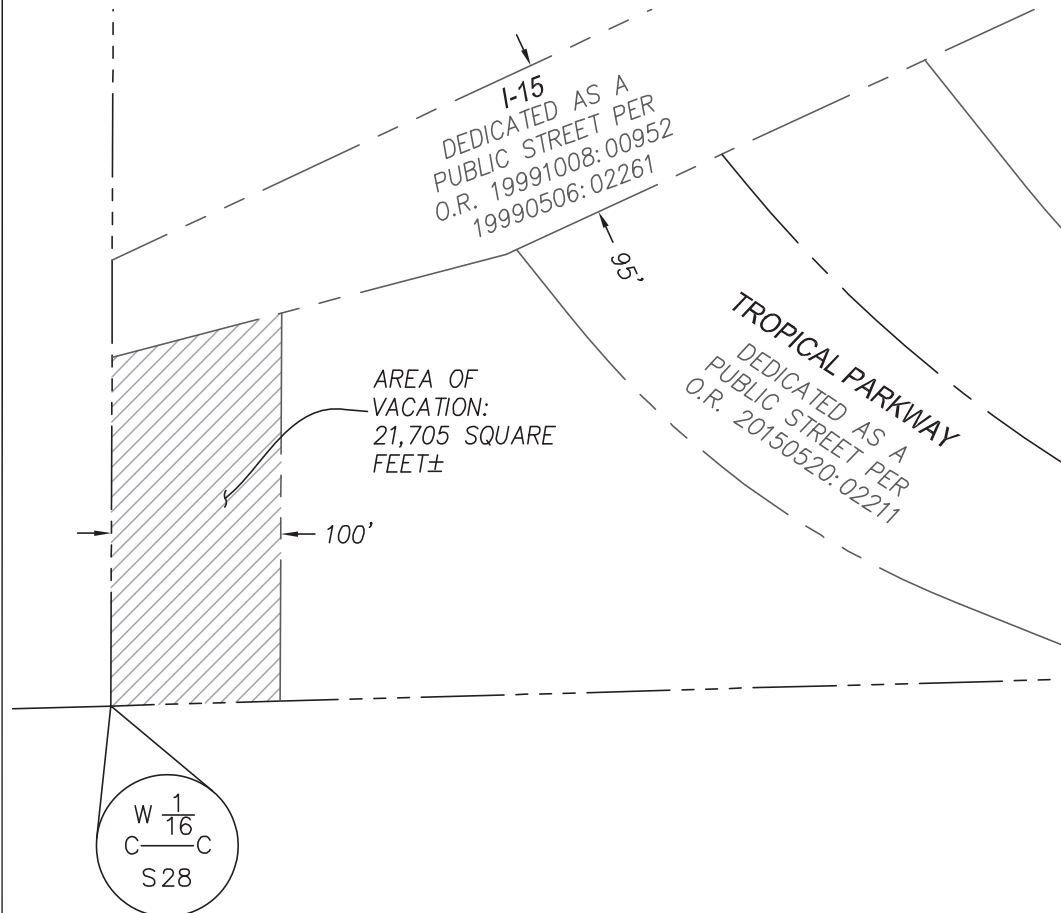 I-15
DEDICATED AS A
PUBLIC STREET PER
O.R. 19991008:00952
19990506:02261
95'
TROPICAL PARKWAY
DEDICATED AS A
PUBLIC STREET PER
O.R. 20150520:02211
AREA OF
VACATION:
21,705 SQUARE
FEET±
100'
W 1/16
C C
S28